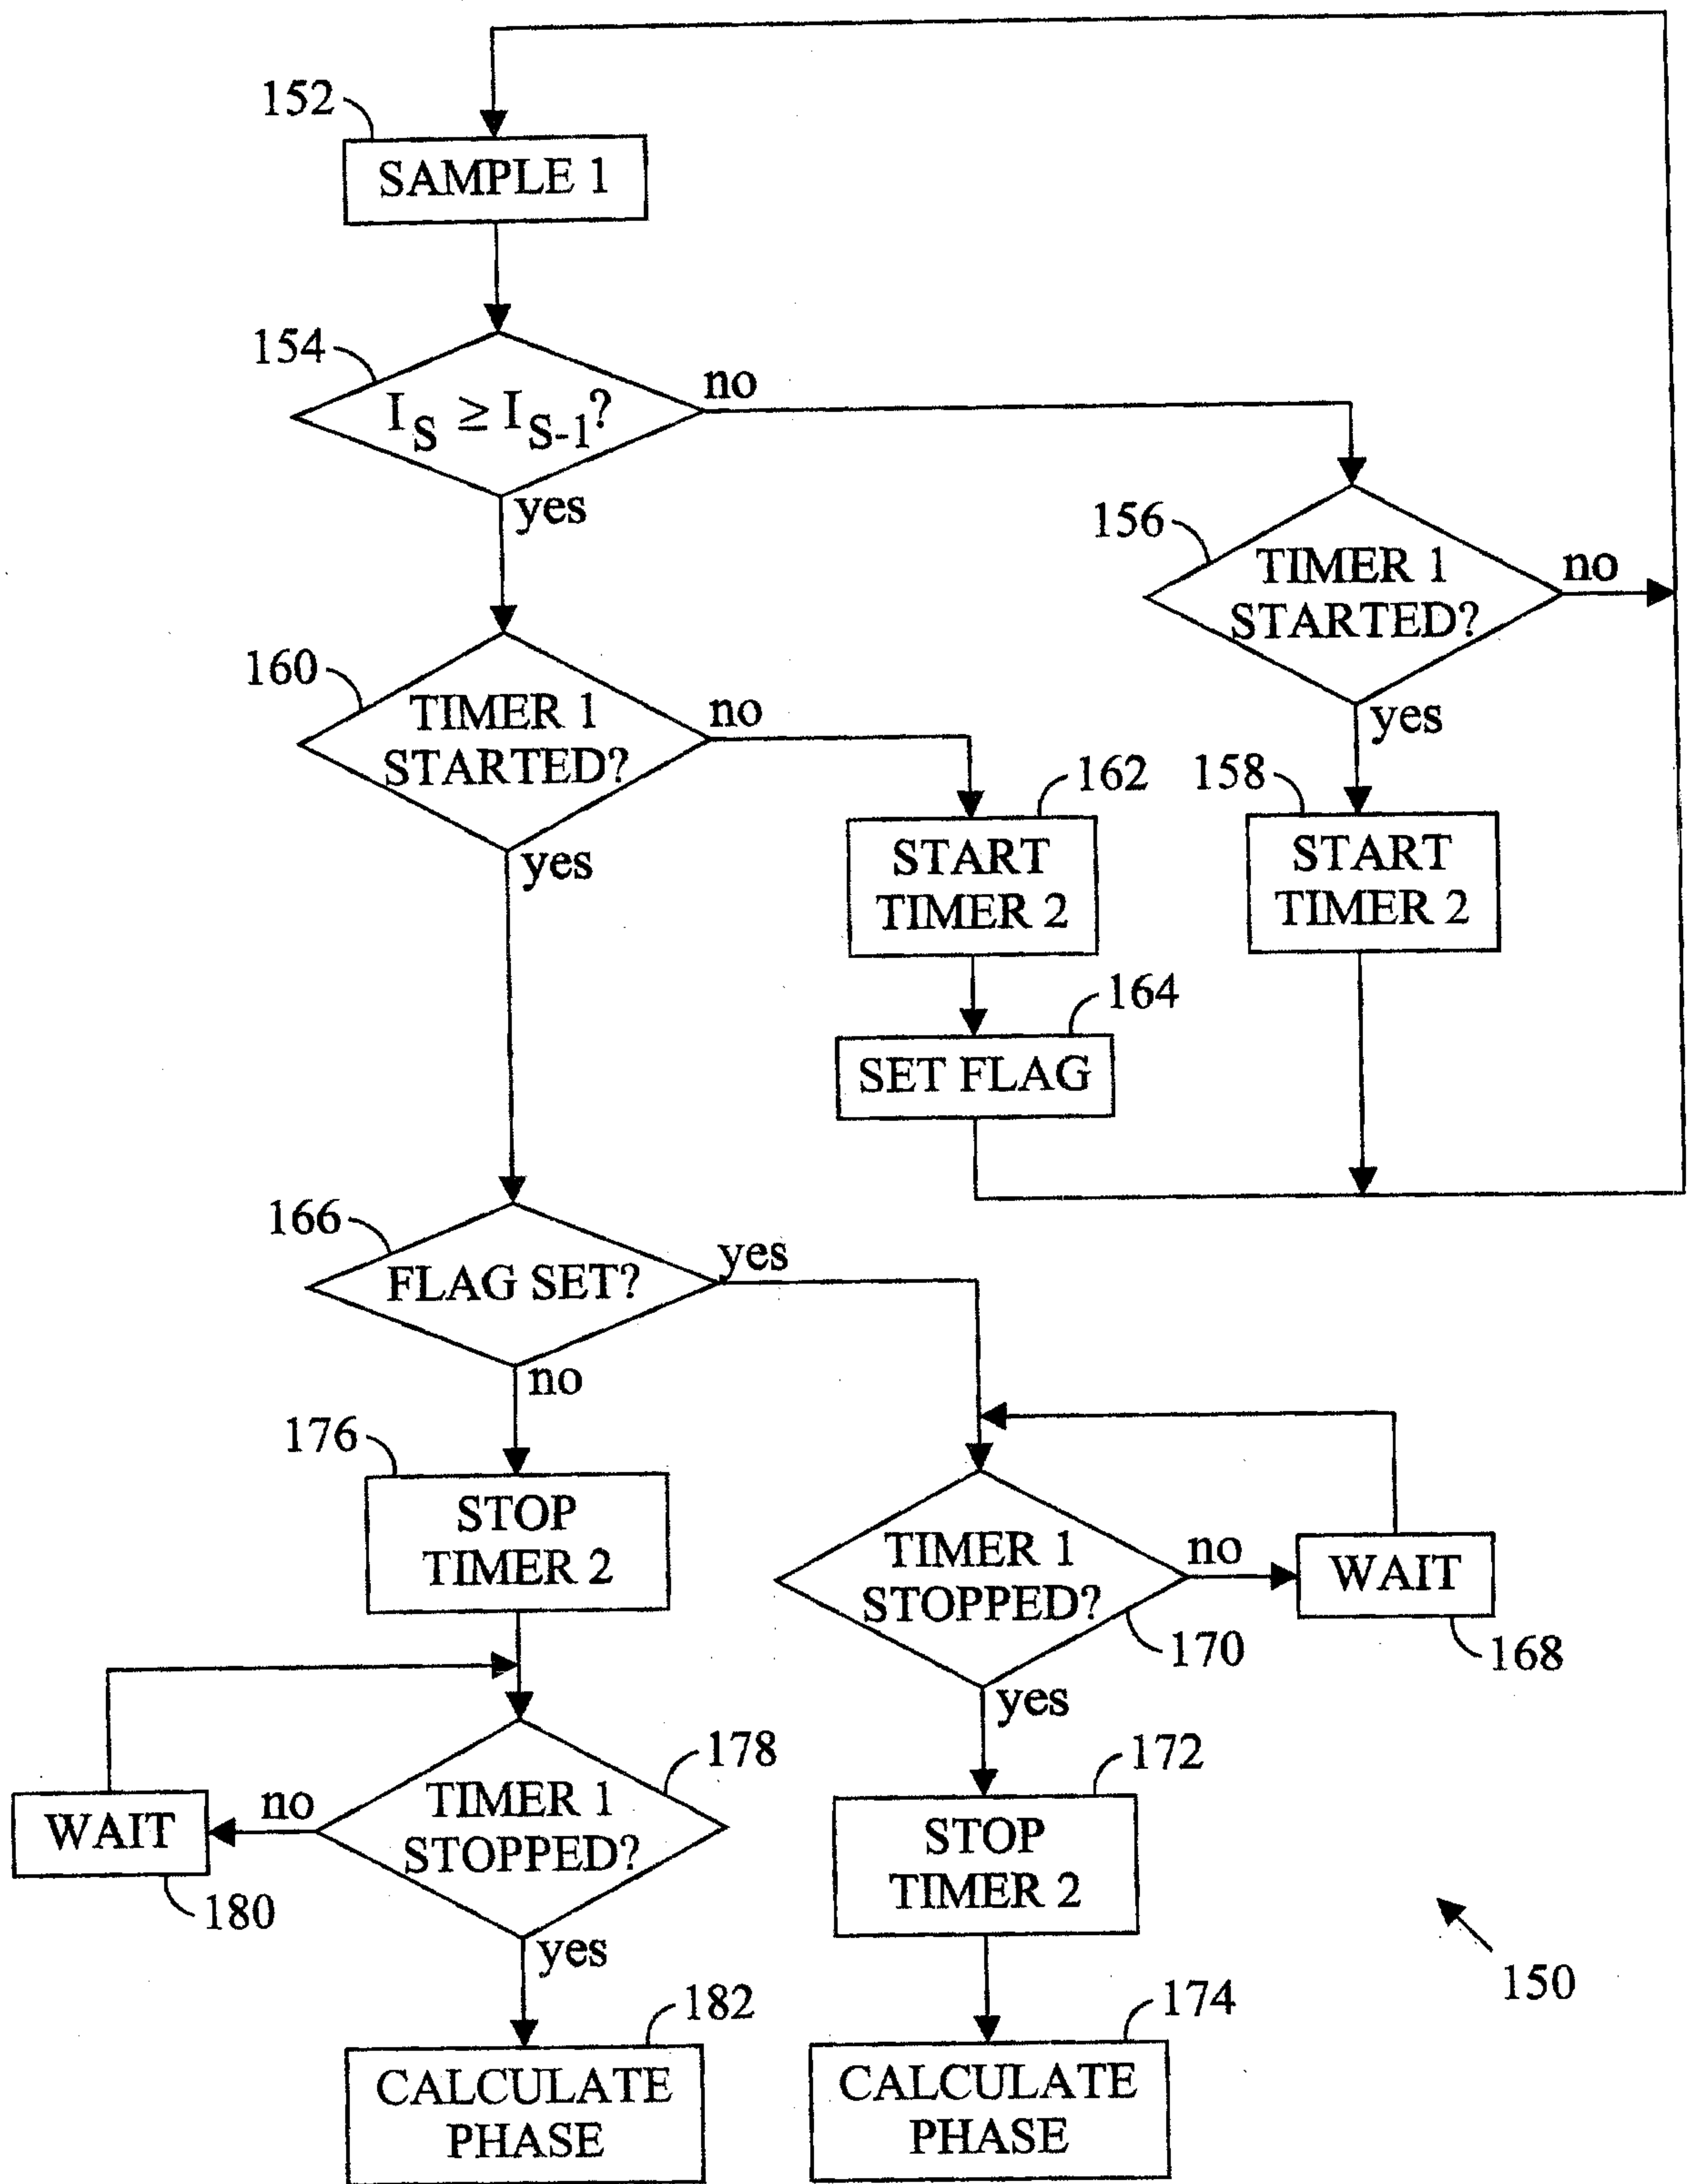 152
SAMPLE 1
154
I_S ≥ I_S-1?
no
yes
156
TIMER 1
STARTED?
no
yes
160
TIMER 1
STARTED?
no
yes
162
START
TIMER 2
158
START
TIMER 2
164
SET FLAG
166
FLAG SET?
yes
no
176
STOP
TIMER 2
TIMER 1
STOPPED?
170
no
WAIT
168
yes
178
TIMER 1
STOPPED?
no
WAIT
180
yes
172
STOP
TIMER 2
182
CALCULATE
PHASE
174
CALCULATE
PHASE
150